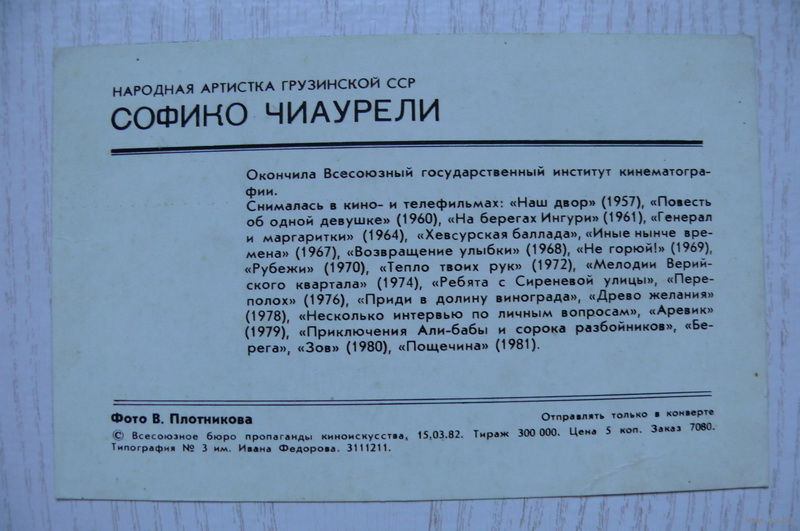 НАРОДНАЯ АРТИСТКА ГРУЗИНСКОЙ ССР
СОФИКО ЧИАУРЕЛИ
Окончила Всесоюзный государственный институт кинематогра-
фии.
Снималась в кино- и телефильмах: «Наш двор» (1957), «Повесть
об одной девушке» (1960), «На берегах Ингури» (1961), «Генерал
и маргаритки» (1964), «Хевсурская баллада», «Иные нынче вре-
мена» (1967), «Возвращение улыбки» (1968), «Не горюй!» (1969),
«Рубежи» (1970), «Тепло твоих рук» (1972), «Мелодии Верий-
ского квартала» (1974), «Ребята с Сиреневой улицы», «Пере-
полох» (1976), «Приди в долину винограда», «Древо желания»
(1978), «Несколько интервью по личным вопросам», «Аревик»
(1979), «Приключения Али-бабы и сорока разбойников», «Бе-
рега», «Зов» (1980), «Пощечина» (1981).
Фото В. Плотникова
Отправлять только в конверте
© Всесоюзное бюро пропаганды киноискусства, 15.03.82. Тираж 300 000. Цена 5 коп. Заказ 7080.
Типография № 3 им. Ивана Федорова. 3111211.